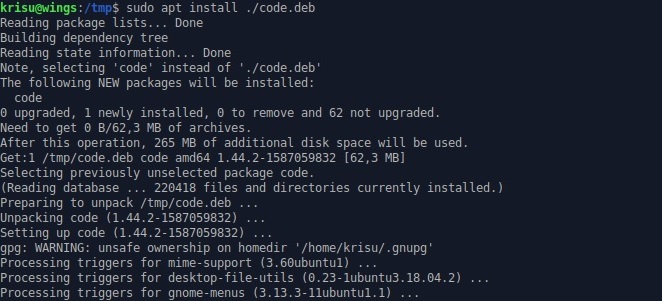 krisu@wings:/tmp$ sudo apt install ./code.deb
Reading package lists... Done
Building dependency tree
Reading state information... Done
Note, selecting 'code' instead of './code.deb'
The following NEW packages will be installed:
  code
0 upgraded, 1 newly installed, 0 to remove and 62 not upgraded.
Need to get 0 B/62,3 MB of archives.
After this operation, 265 MB of additional disk space will be used.
Get:1 /tmp/code.deb code amd64 1.44.2-1587059832 [62,3 MB]
Selecting previously unselected package code.
(Reading database ... 220418 files and directories currently installed.)
Preparing to unpack /tmp/code.deb ...
Unpacking code (1.44.2-1587059832) ...
Setting up code (1.44.2-1587059832) ...
gpg: WARNING: unsafe ownership on homedir '/home/krisu/.gnupg'
Processing triggers for mime-support (3.60ubuntu1) ...
Processing triggers for desktop-file-utils (0.23-1ubuntu3.18.04.2) ...
Processing triggers for gnome-menus (3.13.3-11ubuntu1.1) ...